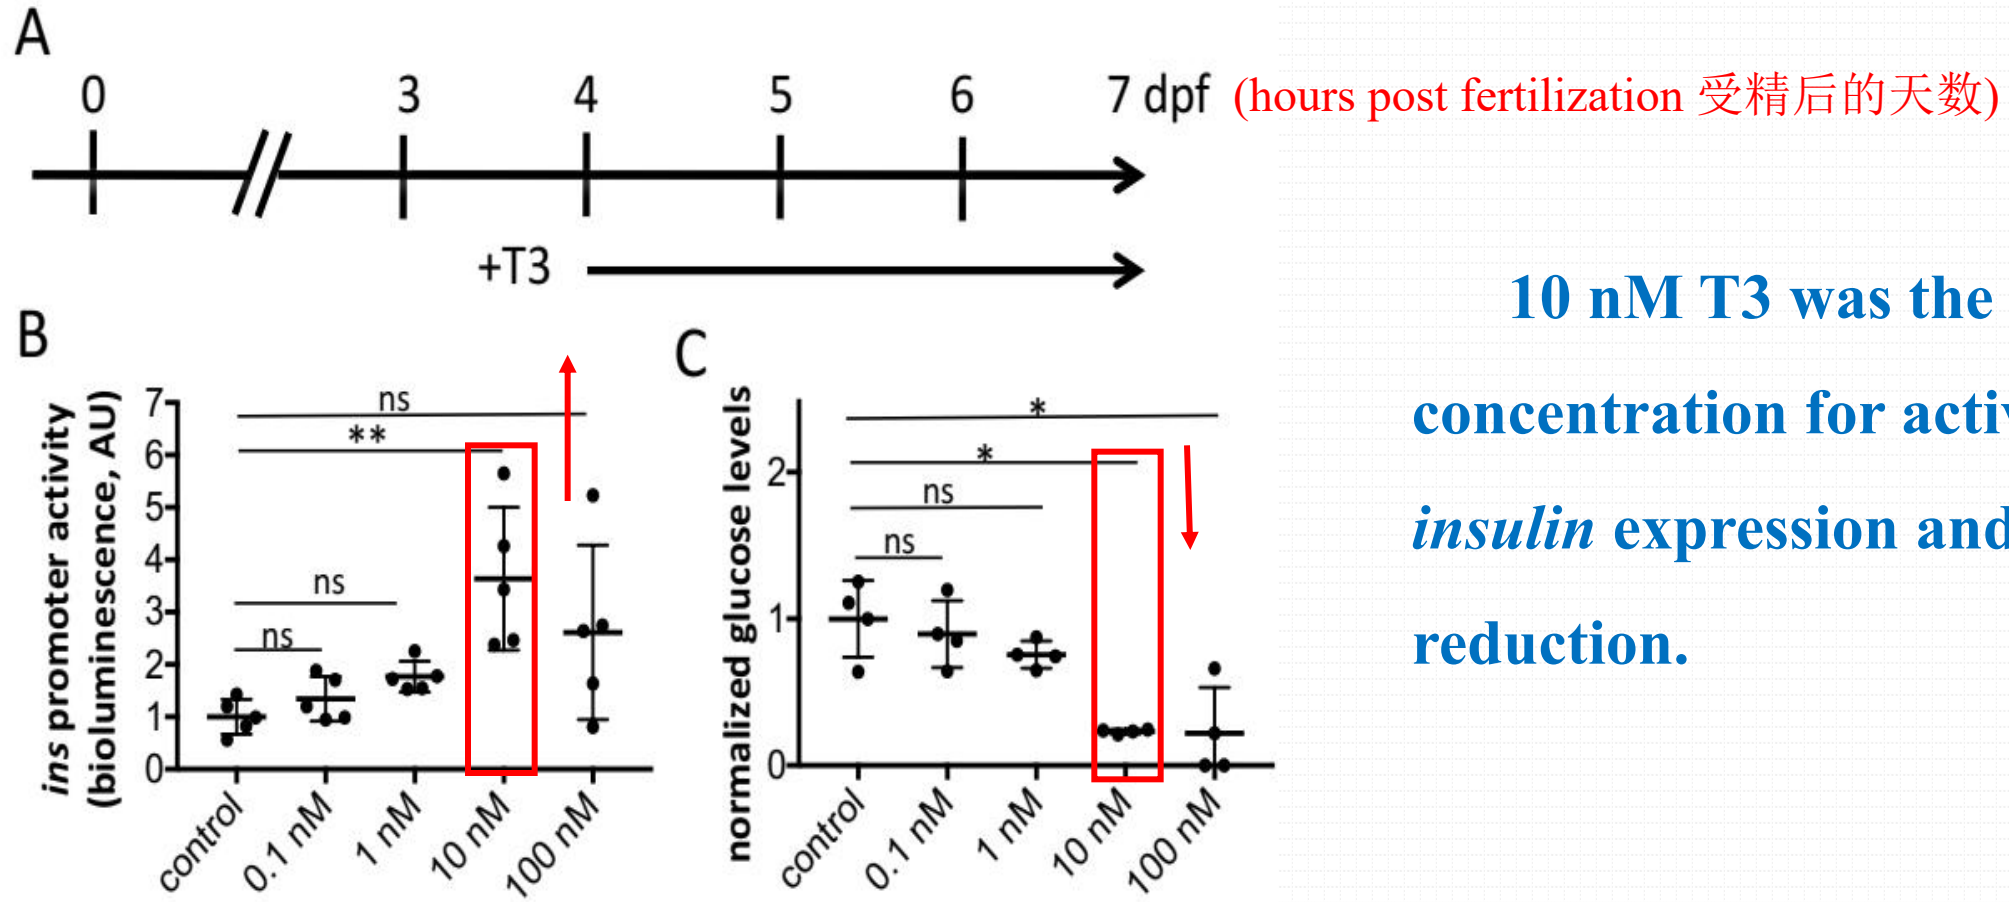 A
0 3 4 5 6 7 dpf (hours post fertilization 受精后的天数)
+T3
B
ins promoter activity
(bioluminescence, AU)
7
6
5
4
3
2
1
0
ns
**
ns
ns
control 0.1 nM 1 nM 10 nM 100 nM
C
normalized glucose levels
2
1
0
*
*
ns
ns
control 0.1 nM 1 nM 10 nM 100 nM
10 nM T3 was the
concentration for
insulin expression and
reduction.